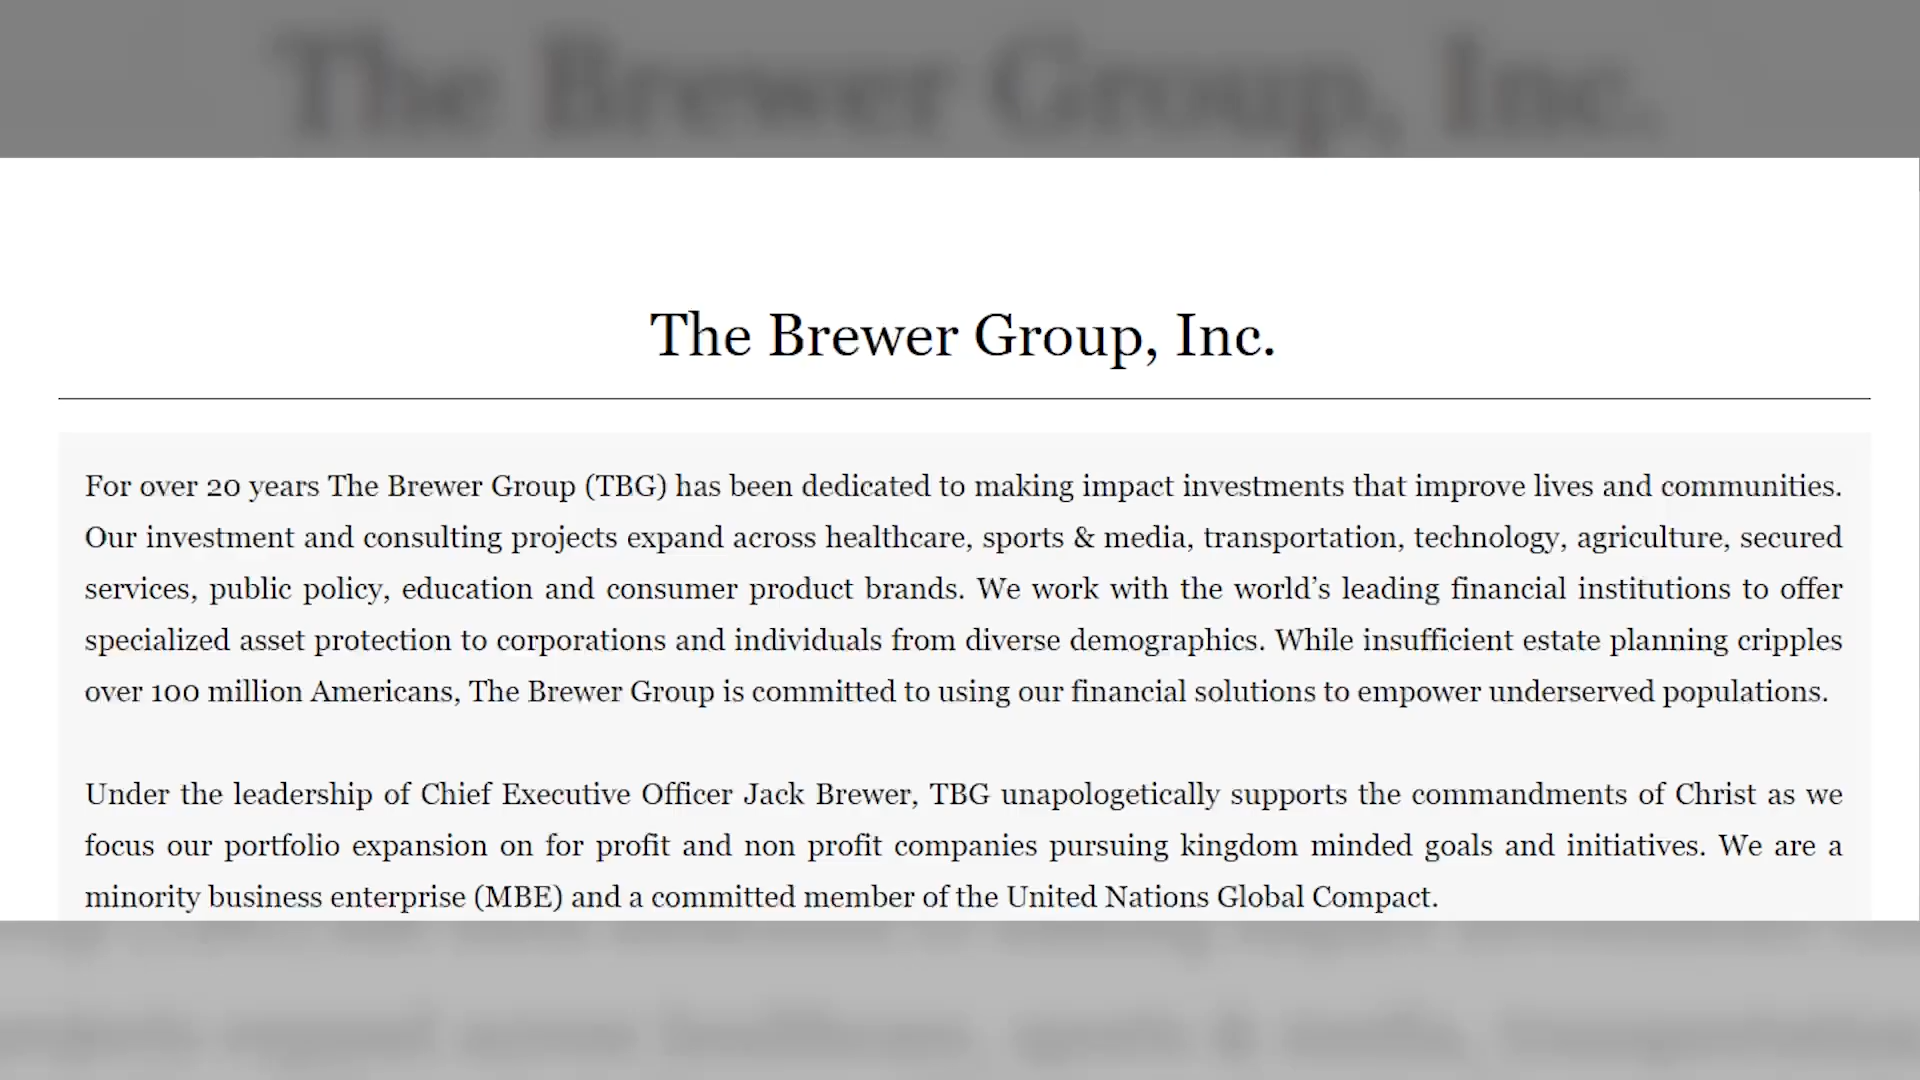 The Brewer Group, Inc.
The Brewer Group, Inc.
For over 20 years The Brewer Group (TBG) has been dedicated to making impact investments that improve lives and communities.
Our investment and consulting projects expand across healthcare, sports & media, transportation, technology, agriculture, secured
services, public policy, education and consumer product brands. We work with the world’s leading financial institutions to offer
specialized asset protection to corporations and individuals from diverse demographics. While insufficient estate planning cripples
over 100 million Americans, The Brewer Group is committed to using our financial solutions to empower underserved populations.
Under the leadership of Chief Executive Officer Jack Brewer, TBG unapologetically supports the commandments of Christ as we
focus our portfolio expansion on for profit and non profit companies pursuing kingdom minded goals and initiatives. We are a
minority business enterprise (MBE) and a committed member of the United Nations Global Compact.